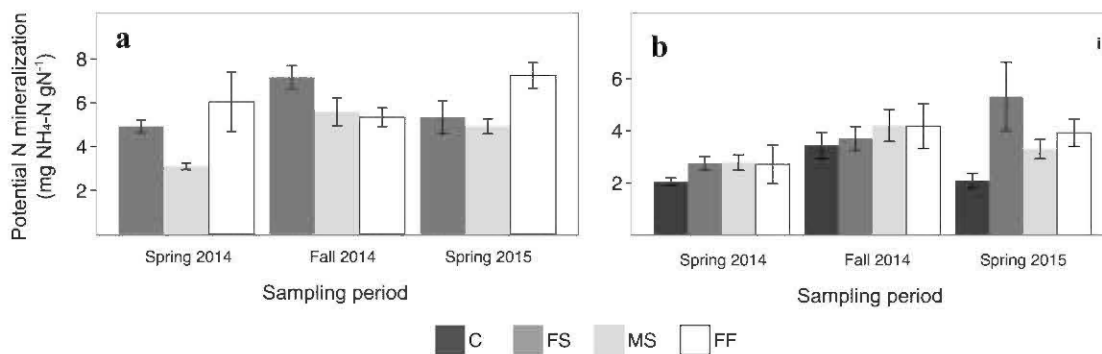 Potential N mineralization
(mg NH₄-N gN⁻¹)
a
8
6
4
2
Spring 2014 Fall 2014 Spring 2015
Sampling period
b
i
6
4
2
Spring 2014 Fall 2014 Spring 2015
Sampling period
C FS MS FF